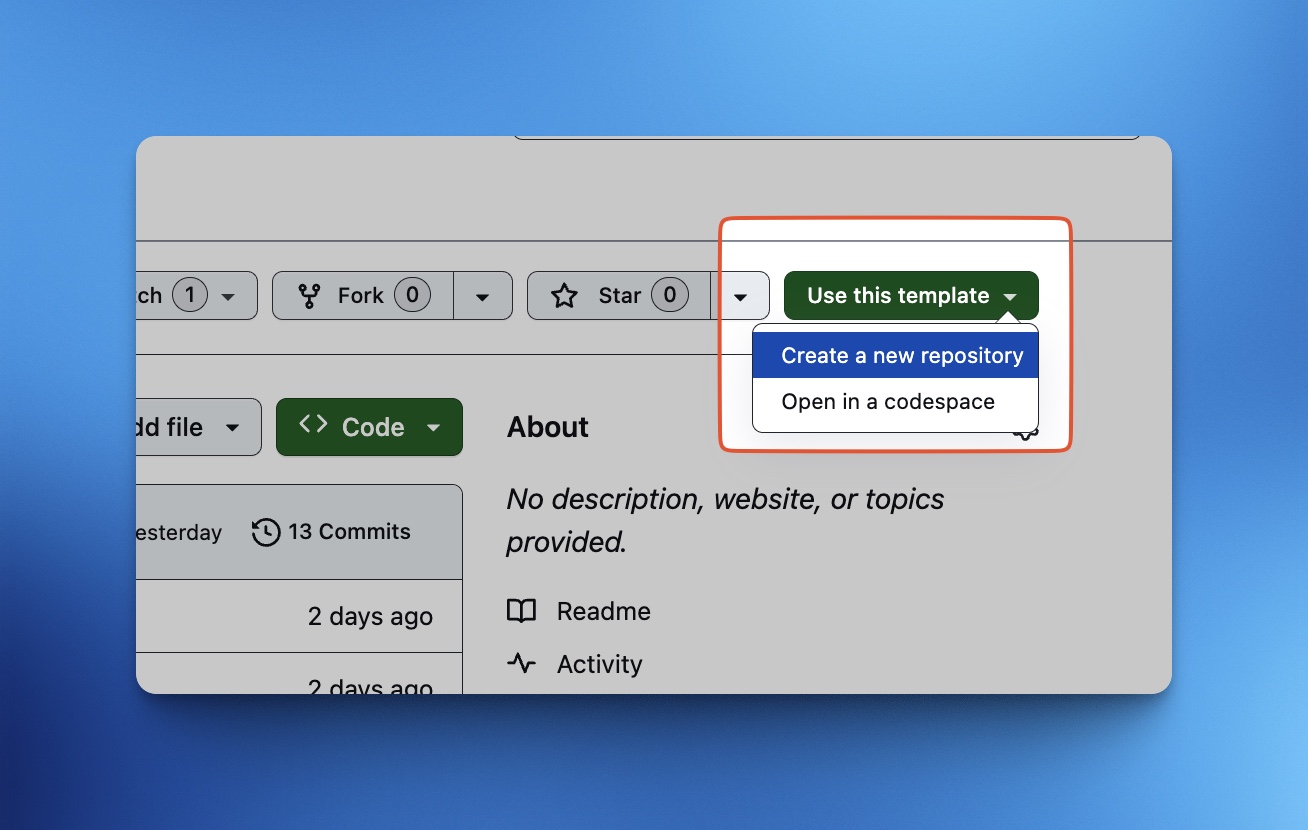 ch 1
Fork 0
Star 0
Use this template
Create a new repository
Open in a codespace
dd file
Code
About
No description, website, or topics
provided.
esterday
13 Commits
2 days ago
2 days ago
Readme
Activity